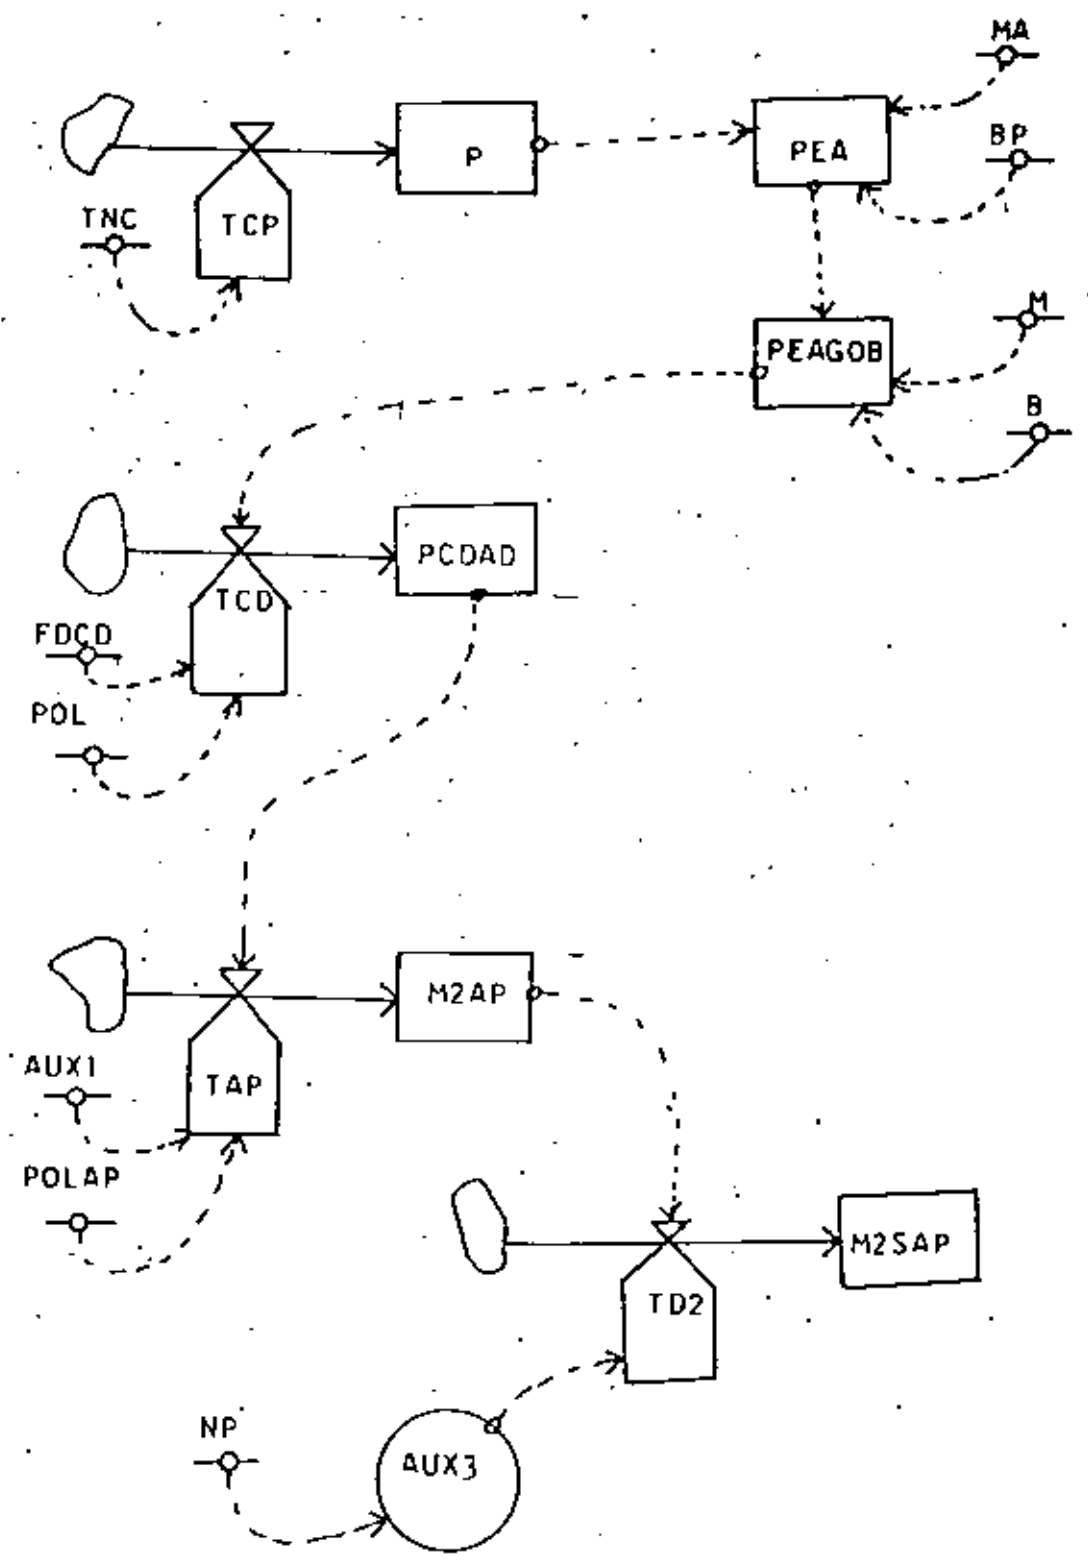 MA
P
PEA
BP
TNC
TCP
M
PEAGOB
B
PCDAD
TCD
FDCD
POL
M2AP
AUX1
TAP
POLAP
M2SAP
TD2
NP
AUX3